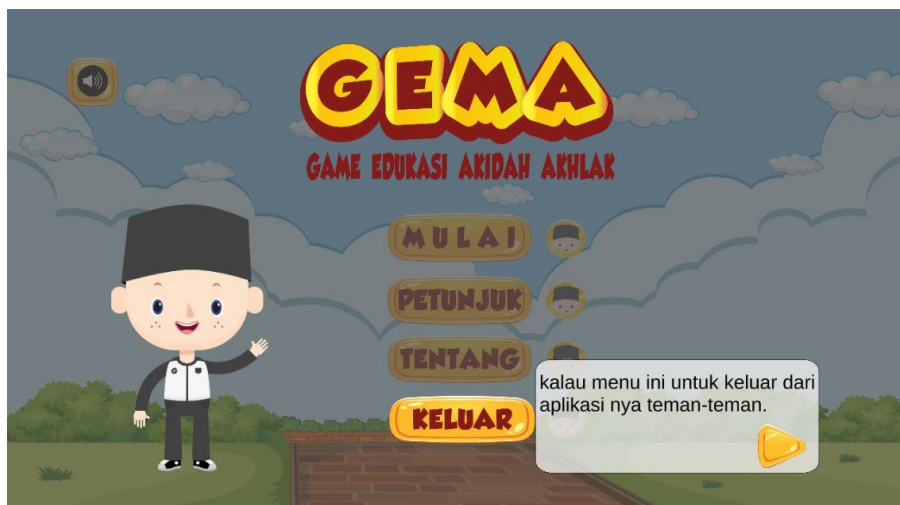 GEMA
GAME EDUKASI AKIDAH AKHLAK
MULAI
PETUNJUK
TENTANG
KELUAR
kalau menu ini untuk keluar dari
aplikasi nya teman-teman.